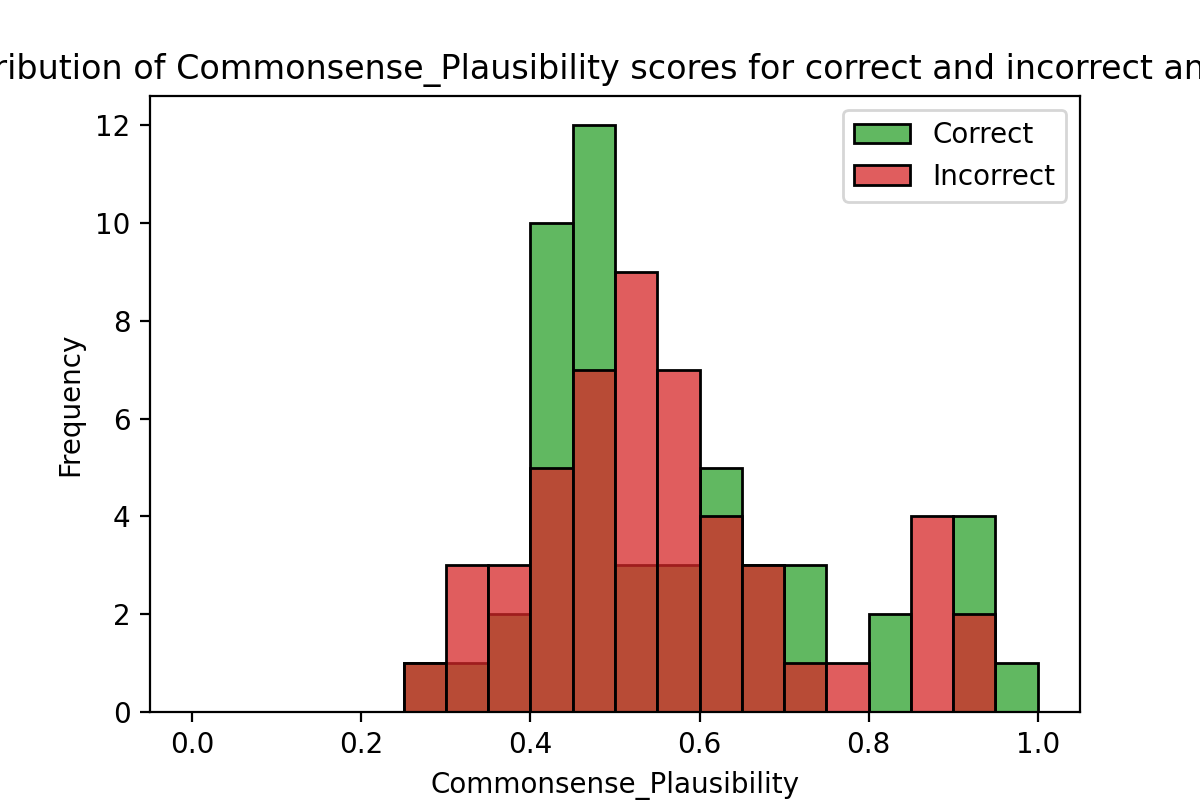 ribution of Commonsense_Plausibility scores for correct and incorrect an
Correct
Incorrect
12
10
8
6
4
2
0
Frequency
0.0 0.2 0.4 0.6 0.8 1.0
Commonsense_Plausibility